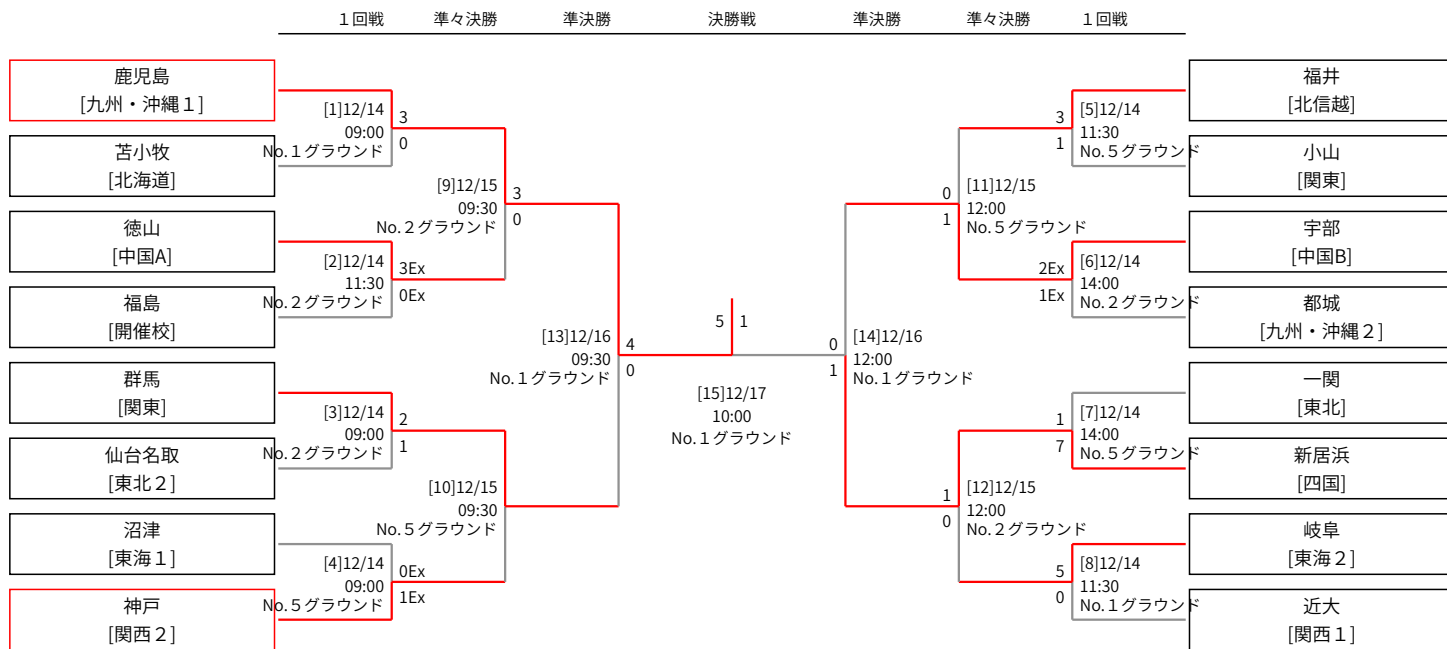 １回戦
準々決勝
準決勝
決勝戦
準決勝
準々決勝
１回戦
鹿児島
[九州・沖縄１]
苫小牧
[北海道]
徳山
[中国A]
福島
[開催校]
群馬
[関東]
仙台名取
[東北２]
沼津
[東海１]
神戸
[関西２]
[1]12/14
09:00
No.１グラウンド
3
0
[2]12/14
11:30
No.２グラウンド
3Ex
0Ex
[3]12/14
09:00
No.２グラウンド
2
1
[4]12/14
09:00
No.５グラウンド
0Ex
1Ex
[9]12/15
09:30
No.２グラウンド
3
0
[10]12/15
09:30
No.５グラウンド
[13]12/16
09:30
No.１グラウンド
4
0
5
1
[15]12/17
10:00
No.１グラウンド
0
1
[14]12/16
12:00
No.１グラウンド
0
1
[11]12/15
12:00
No.５グラウンド
1
0
[12]12/15
12:00
No.２グラウンド
3
1
[5]12/14
11:30
No.５グラウンド
2Ex
1Ex
[6]12/14
14:00
No.２グラウンド
1
7
[7]12/14
14:00
No.５グラウンド
5
0
[8]12/14
11:30
No.１グラウンド
福井
[北信越]
小山
[関東]
宇部
[中国B]
都城
[九州・沖縄２]
一関
[東北]
新居浜
[四国]
岐阜
[東海２]
近大
[関西１]